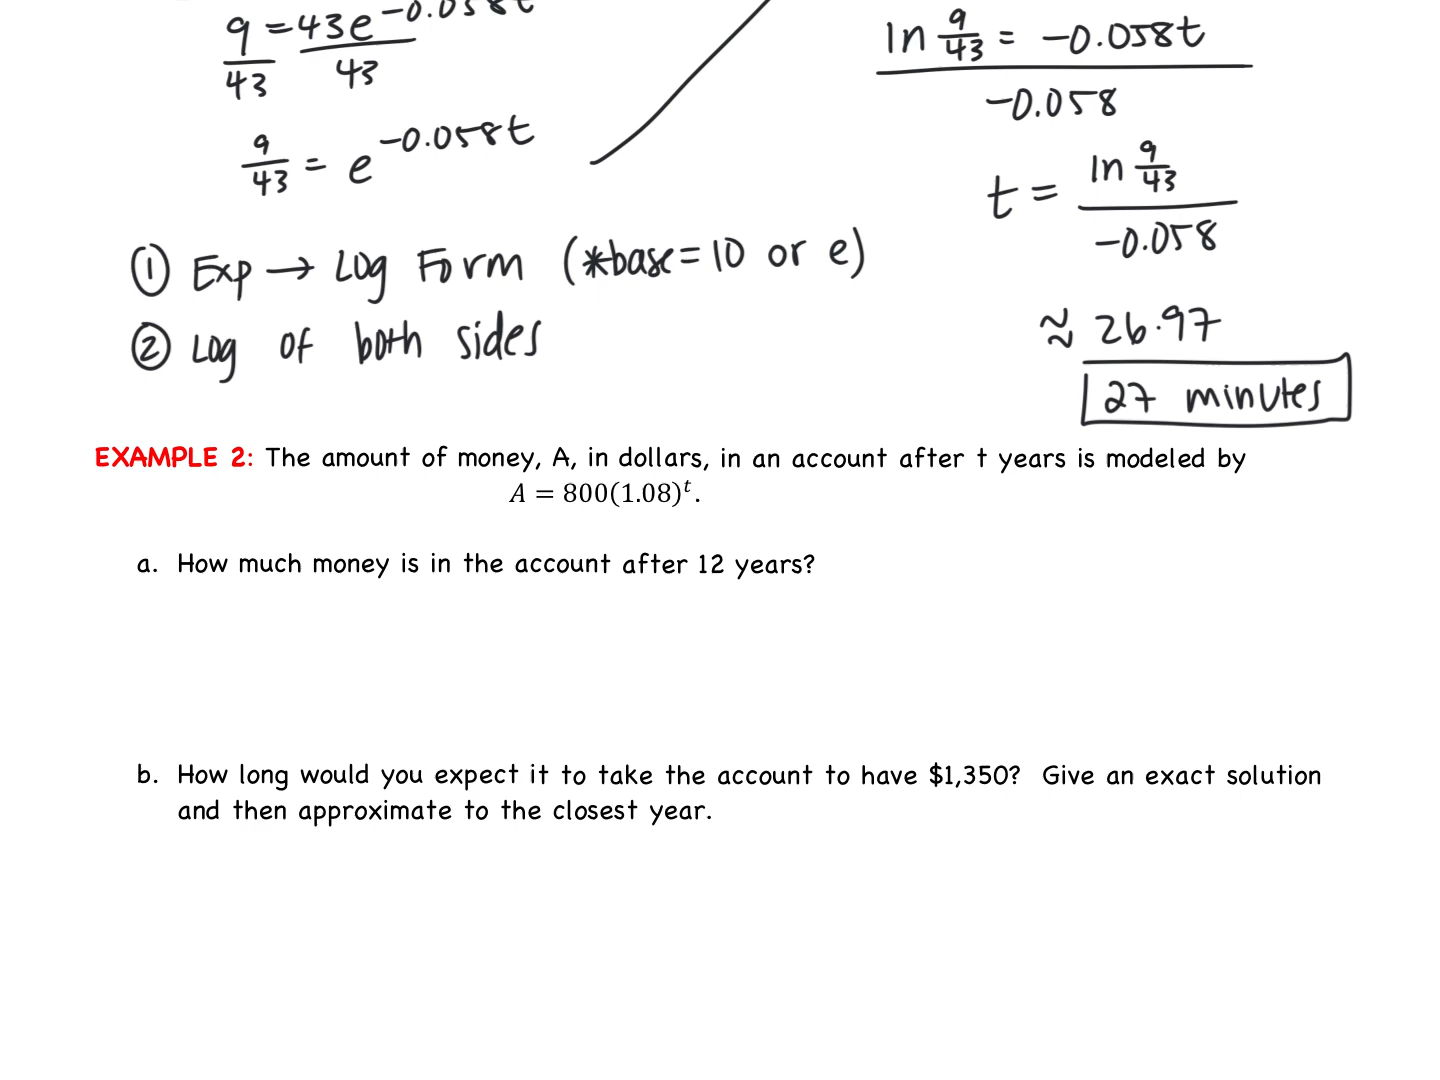 9/43 = 43e^(-0.058t)/43
9/43 = e^(-0.058t)
① Exp → Log Form (*base = 10 or e)
② Log of both sides
ln 9/43 = -0.058t
-0.058
t = ln 9/43 / -0.058
≈ 26.97
27 minutes
EXAMPLE 2: The amount of money, A, in dollars, in an account after t years is modeled by
A = 800(1.08)^t.
a. How much money is in the account after 12 years?
b. How long would you expect it to take the account to have $1,350? Give an exact solution
and then approximate to the closest year.